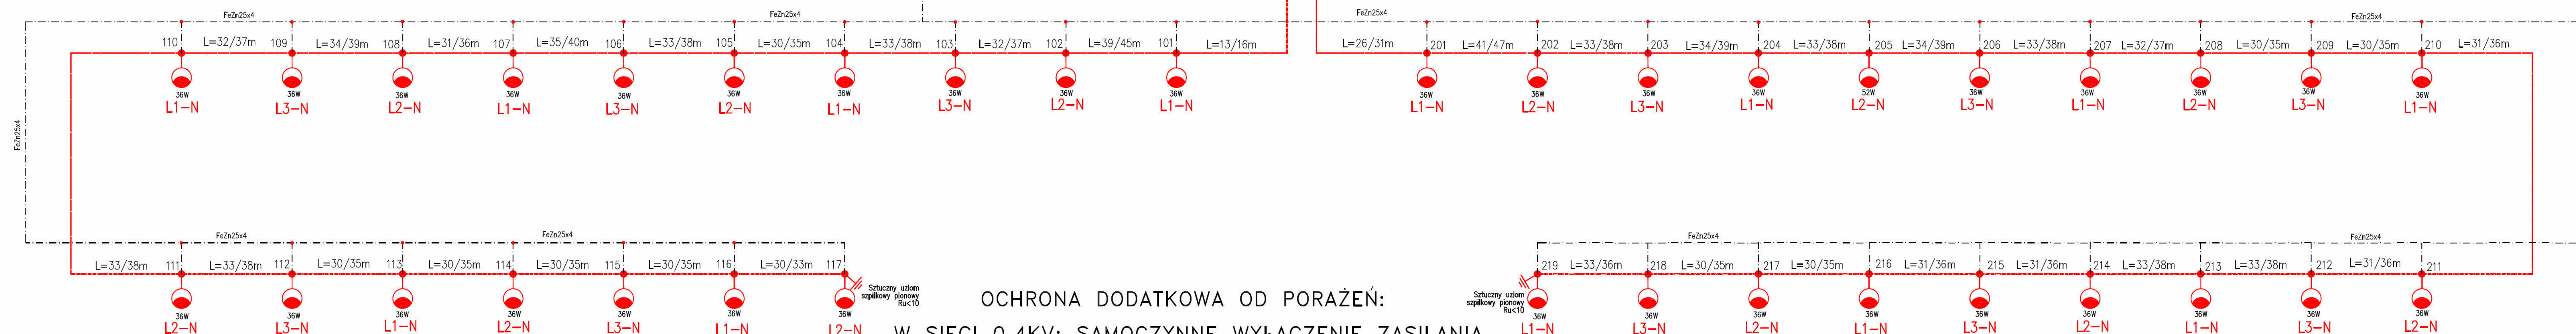 FeZn25x4 FeZn25x4 FeZn25x4 FeZn25x4
110 L=32/37m 109 L=34/39m 108 L=31/36m 107 L=35/40m 106 L=33/38m 105 L=30/35m 104 L=33/38m 103 L=32/37m 102 L=39/45m 101 L=13/16m L=26/31m 201 L=41/47m 202 L=33/38m 203 L=34/39m 204 L=33/38m 205 L=34/39m 206 L=33/38m 207 L=32/37m 208 L=30/35m 209 L=30/35m 210 L=31/36m
36W 36W 36W 36W 36W 36W 36W 36W 36W 36W 36W 36W 36W 36W 52W 36W 36W 36W 36W 36W
L1-N L3-N L2-N L1-N L3-N L2-N L1-N L3-N L2-N L1-N L1-N L2-N L3-N L1-N L2-N L3-N L1-N L2-N L3-N L1-N
FeZn25x4
FeZn25x4 FeZn25x4 FeZn25x4 FeZn25x4
L=33/38m 111 L=33/38m 112 L=30/35m 113 L=30/35m 114 L=30/35m 115 L=30/35m 116 L=30/33m 117 219 L=33/36m 218 L=30/35m 217 L=30/35m 216 L=31/36m 215 L=31/36m 214 L=33/38m 213 L=33/38m 212 L=31/36m 211
Sztuczny uziom
szpilkowy pionowy
Ru<10
Sztuczny uziom
szpilkowy pionowy
Ru<10
36W 36W 36W 36W 36W 36W 36W 36W 36W 36W 36W 36W 36W 36W 36W 36W
L2-N L3-N L1-N L2-N L3-N L1-N L2-N L1-N L3-N L2-N L1-N L3-N L2-N L1-N L3-N L2-N
OCHRONA DODATKOWA OD PORAŻEŃ:
W SIECI 0,4KV: SAMOCZYNNE WYŁĄCZENIE ZASILANIA